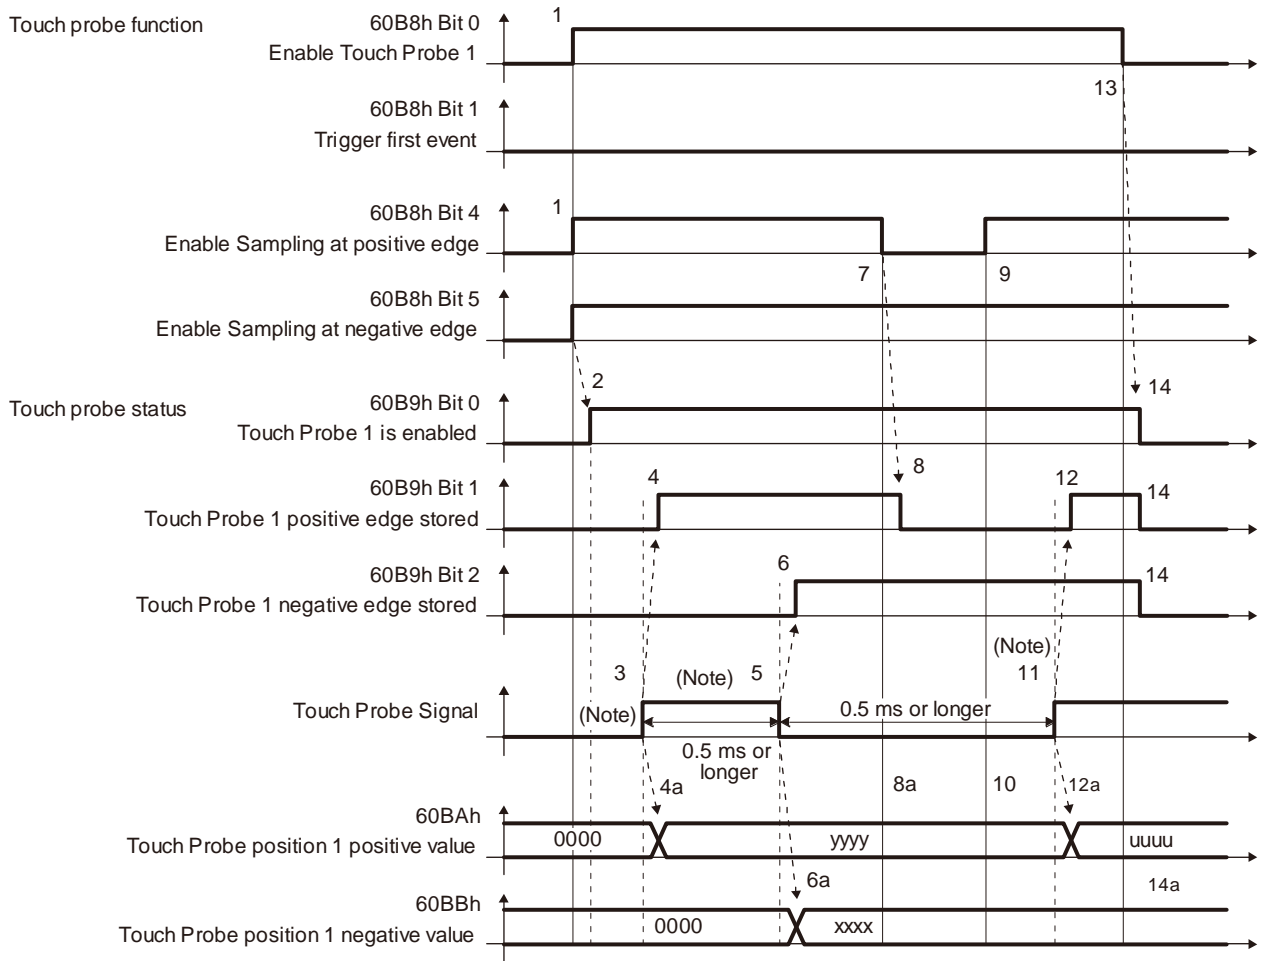 Touch probe function
60B8h Bit 0
Enable Touch Probe 1
1
13
60B8h Bit 1
Trigger first event
60B8h Bit 4
Enable Sampling at positive edge
1
7
9
60B8h Bit 5
Enable Sampling at negative edge
2
Touch probe status
60B9h Bit 0
Touch Probe 1 is enabled
14
8
60B9h Bit 1
Touch Probe 1 positive edge stored
4
12
14
60B9h Bit 2
Touch Probe 1 negative edge stored
6
14
(Note)
3
(Note)
5
11
Touch Probe Signal
(Note)
0.5 ms or longer
0.5 ms or
longer
4a
8a
10
12a
60BAh
Touch Probe position 1 positive value
0000
yyyy
uuuu
6a
14a
60BBh
Touch Probe position 1 negative value
0000
xxxx